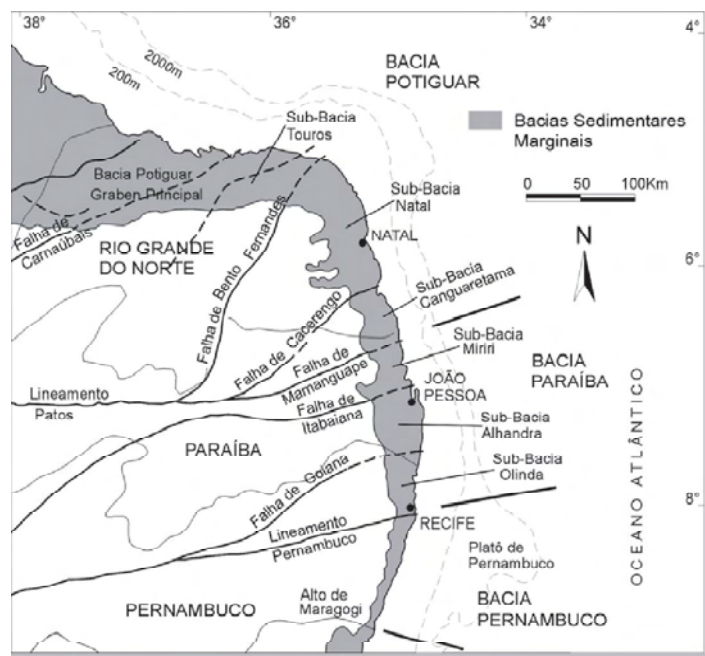 38°
36°
34°
4°
2000m
200m
BACIA
POTIGUAR
Sub-Bacia
Touros
Bacias Sedimentares
Marginais
Bacia Potiguar
Graben Principal
0 50 100Km
Sub-Bacia
Natal
Falha de
Carnaúbais
RIO GRANDE
DO NORTE
Falha de Bento Fernandes
NATAL
N
6°
Sub-Bacia
Canguaretama
Falha de Cacerengo
Sub-Bacia
Miriri
Falha de
Mamanguape
BACIA
PARAÍBA
Lineamento
Patos
JOÃO
PESSOA
Falha de
Itabaiana
Sub-Bacia
Alhandra
PARAÍBA
Sub-Bacia
Olinda
Falha de Goiana
8°
OCEANO ATLÂNTICO
Lineamento
Pernambuco
RECIFE
Platô de
Pernambuco
Alto de
Maragogi
PERNAMBUCO
BACIA
PERNAMBUCO